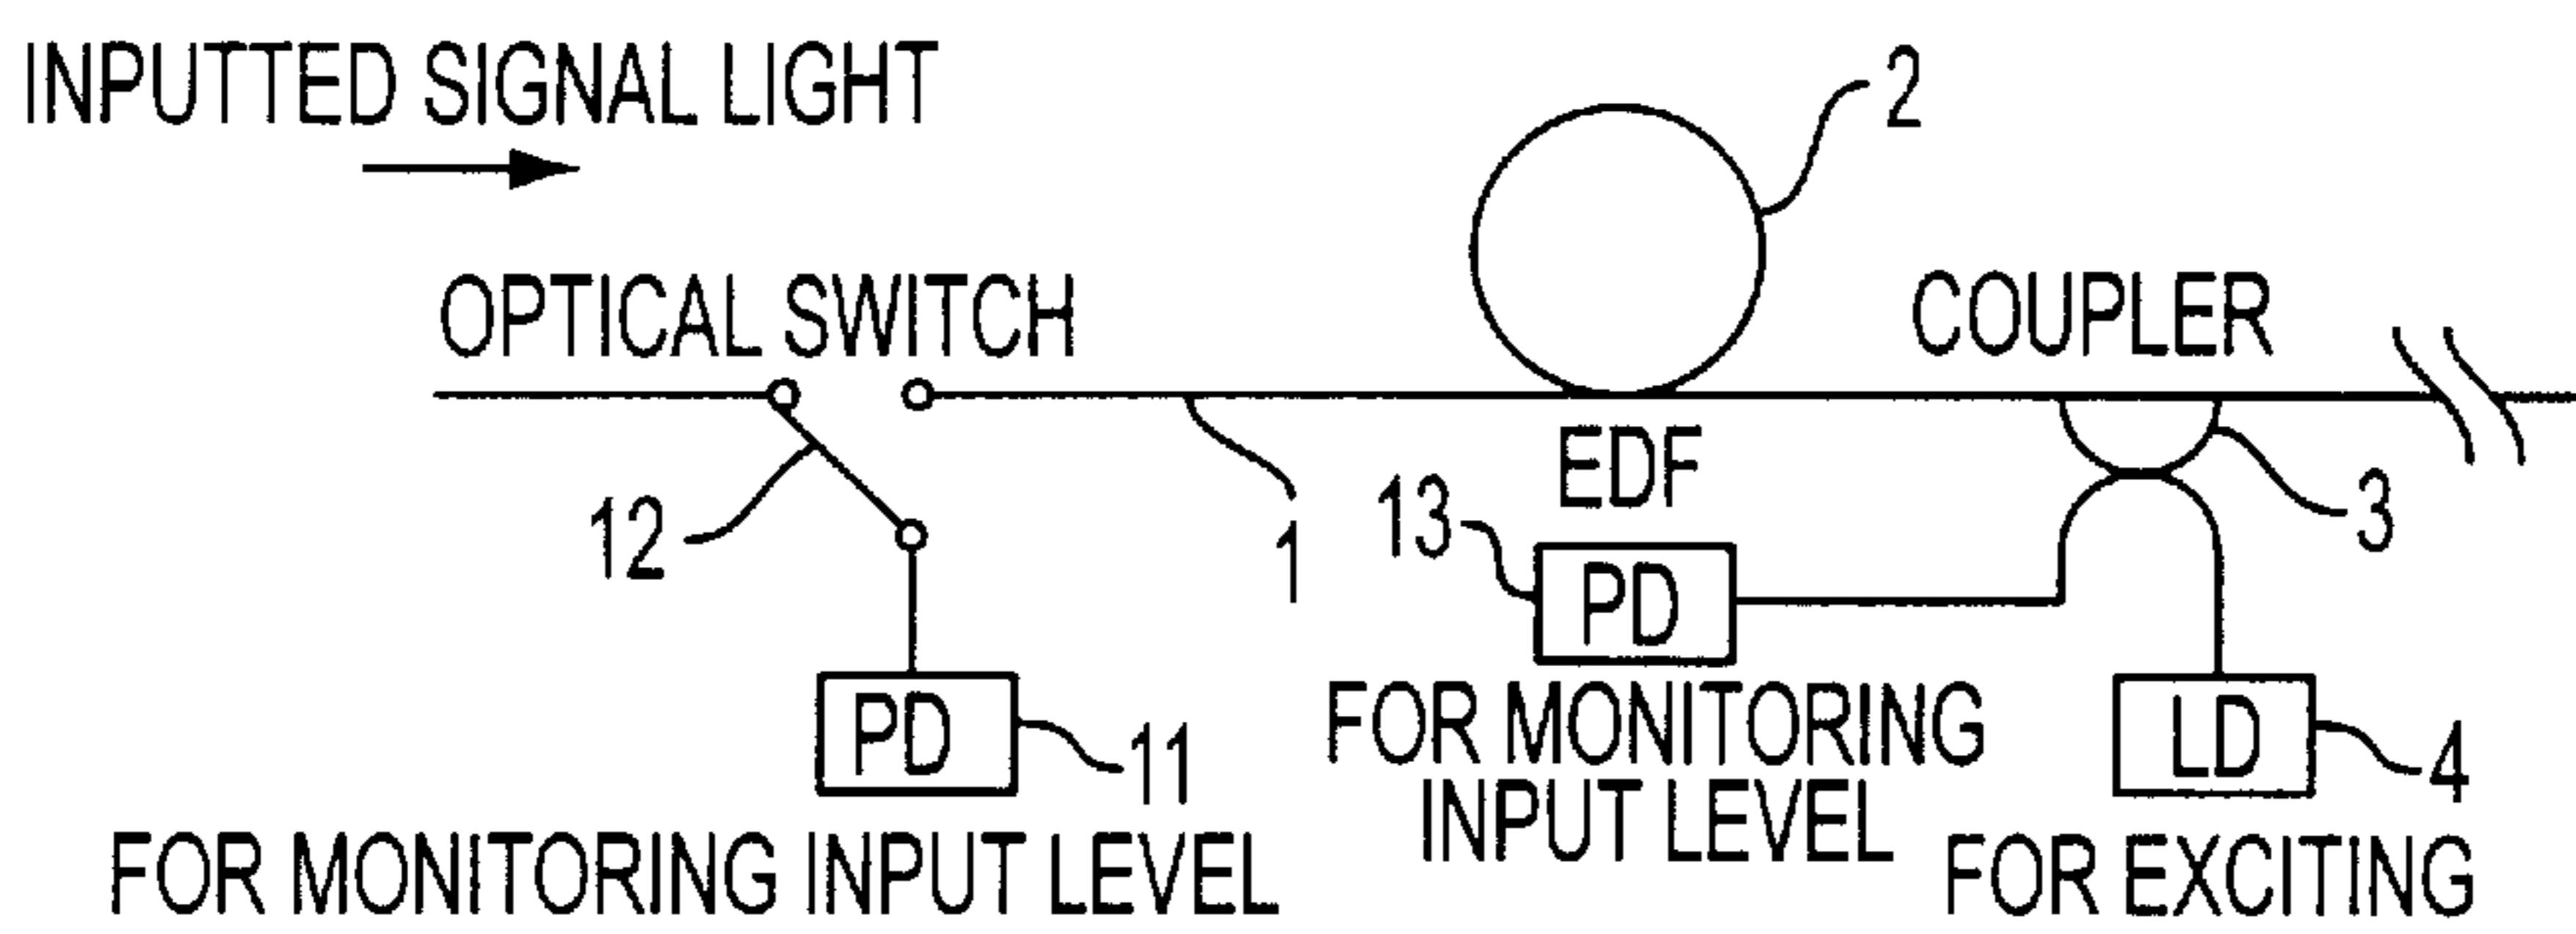 INPUTTED SIGNAL LIGHT
2
OPTICAL SWITCH
COUPLER
EDF
12
1
13
3
PD
PD
11
LD
4
FOR MONITORING
INPUT LEVEL
FOR MONITORING INPUT LEVEL
FOR EXCITING